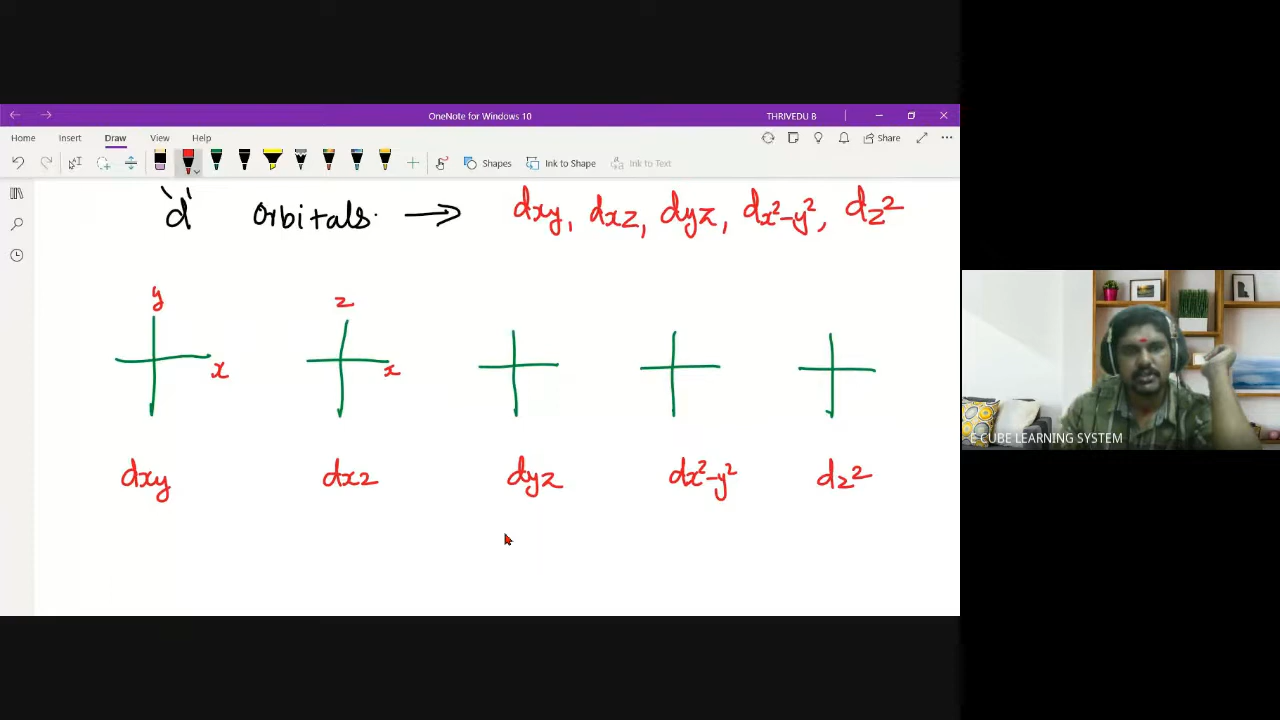 OneNote for Windows 10
THRIVEDU B
Home Insert Draw View Help
Share
Shapes Ink to Shape Ink to Text
'd' Orbitals → dxy, dxz, dyz, dx²-y², dz²
y z
x x
dxy dxz dyz dx²-y² dz²
E CUBE LEARNING SYSTEM